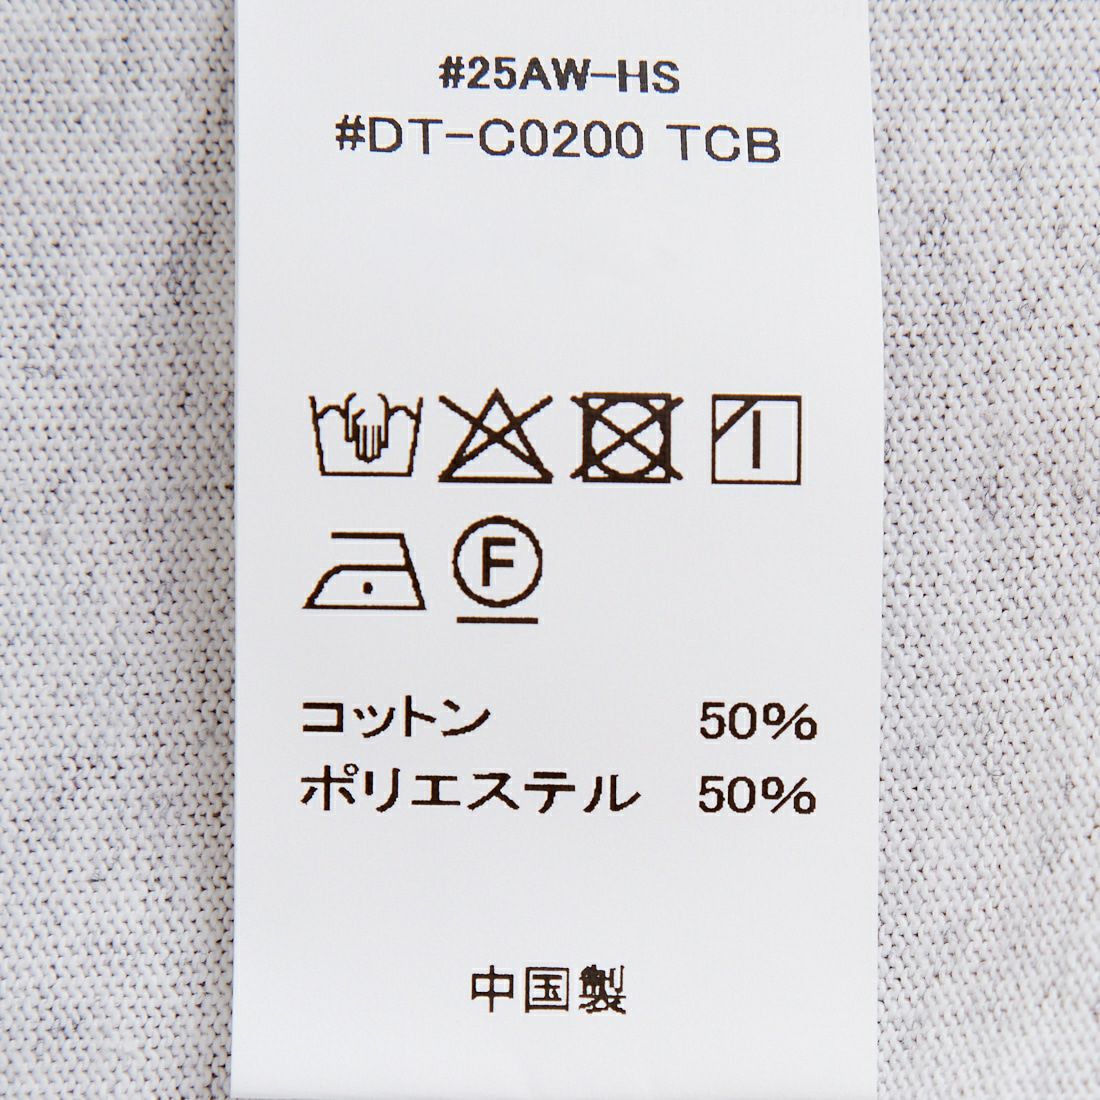 #25AW-HS
#DT-C0200 TCB
F
コットン 50%
ポリエステル 50%
中国製